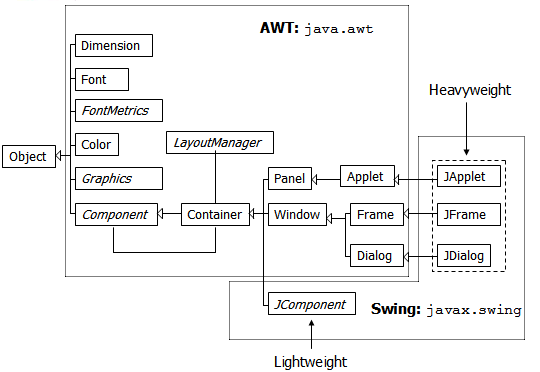 AWT: java.awt
Dimension
Font
FontMetrics
Heavyweight
Color
LayoutManager
Object
Graphics
Panel
Applet
JApplet
Component
Container
Window
Frame
JFrame
Dialog
JDialog
JComponent
Swing: javax.swing
Lightweight